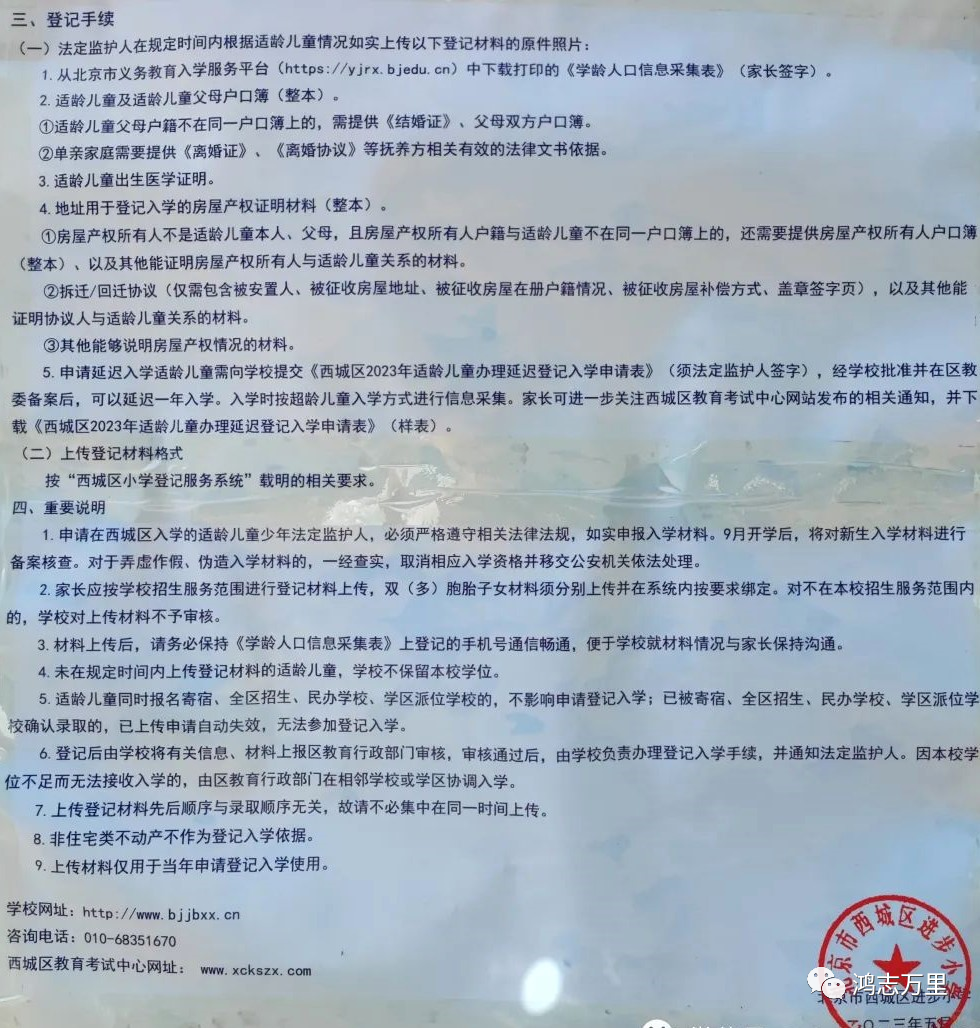 三、登记手续
（一）法定监护人在规定时间内根据适龄儿童情况如实上传以下登记材料的原件照片：
1. 从北京市义务教育入学服务平台（https://yjrx.bjedu.cn）中下载打印的《学龄人口信息采集表》（家长签字）。
2. 适龄儿童及适龄儿童父母户口簿（整本）。
①适龄儿童父母户籍不在同一户口簿上的，需提供《结婚证》、父母双方户口簿。
②单亲家庭需要提供《离婚证》、《离婚协议》等抚养方相关有效的法律文书依据。
3. 适龄儿童出生医学证明。
4. 地址用于登记入学的房屋产权证明材料（整本）。
①房屋产权所有人不是适龄儿童本人、父母，且房屋产权所有人户籍与适龄儿童不在同一户口簿上的，还需要提供房屋产权所有人户口簿
（整本）、以及其他能证明房屋产权所有人与适龄儿童关系的材料。
②拆迁/回迁协议（仅需包含被安置人、被征收房屋地址、被征收房屋在册户籍情况、被征收房屋补偿方式、盖章签字页），以及其他能
证明协议人与适龄儿童关系的材料。
③其他能够说明房屋产权情况的材料。
5. 申请延迟入学适龄儿童需向学校提交《西城区2023年适龄儿童办理延迟登记入学申请表》（须法定监护人签字），经学校批准并在区教
委备案后，可以延迟一年入学。入学时按超龄儿童入学方式进行信息采集。家长可进一步关注西城区教育考试中心网站发布的相关通知，并下
载《西城区2023年适龄儿童办理延迟登记入学申请表》（样表）。
（二）上传登记材料格式
按“西城区小学登记服务系统”载明的相关要求。
四、重要说明
1. 申请在西城区入学的适龄儿童少年法定监护人，必须严格遵守相关法律法规，如实申报入学材料。9月开学后，将对新生入学材料进行
备案核查。对于弄虚作假、伪造入学材料的，一经查实，取消相应入学资格并移交公安机关依法处理。
2. 家长应按学校招生服务范围进行登记材料上传，双（多）胞胎子女材料须分别上传并在系统内按要求绑定。对不在本校招生服务范围内
的，学校对上传材料不予审核。
3. 材料上传后，请务必保持《学龄人口信息采集表》上登记的手机号通信畅通，便于学校就材料情况与家长保持沟通。
4. 未在规定时间内上传登记材料的适龄儿童，学校不保留本校学位。
5. 适龄儿童同时报名寄宿、全区招生、民办学校、学区派位学校的，不影响申请登记入学；已被寄宿、全区招生、民办学校、学区派位学
校确认录取的，已上传申请自动失效，无法参加登记入学。
6. 登记后由学校将有关信息、材料上报区教育行政部门审核，审核通过后，由学校负责办理登记入学手续，并通知法定监护人。因本校学
位不足而无法接收入学的，由区教育行政部门在相邻学校或学区协调入学。
7. 上传登记材料先后顺序与录取顺序无关，故请不必集中在同一时间上传。
8. 非住宅类不动产不作为登记入学依据。
9. 上传材料仅用于当年申请登记入学使用。
学校网址：http://www.bjjbxx.cn
咨询电话：010-68351670
西城区教育考试中心网址： www.xckszx.com
京市西城区进步小
鸿志万里
北京市西城区进步小
二〇二三年五月